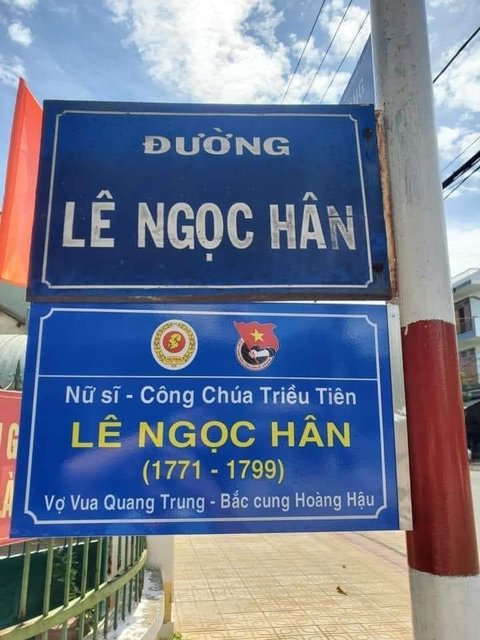 ĐƯỜNG
LÊ NGỌC HÂN
Nữ sĩ - Công Chúa Triều Tiên
LÊ NGỌC HÂN
(1771 - 1799)
Vợ Vua Quang Trung - Bắc cung Hoàng Hậu